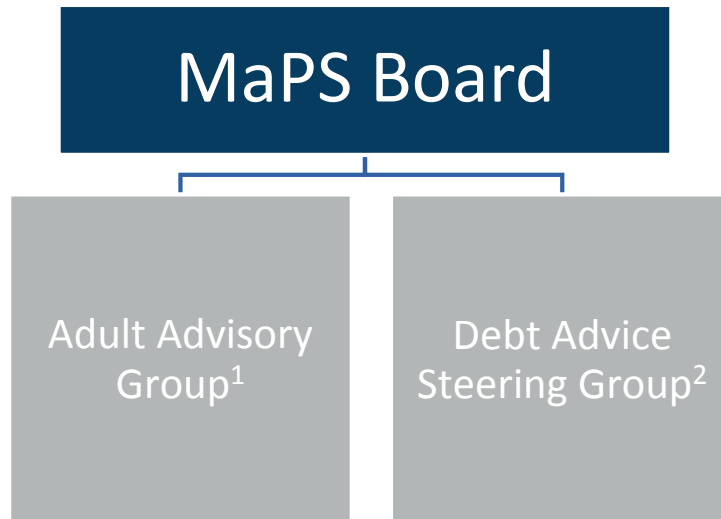 MaPS Board
Adult Advisory
Group¹
Debt Advice
Steering Group²